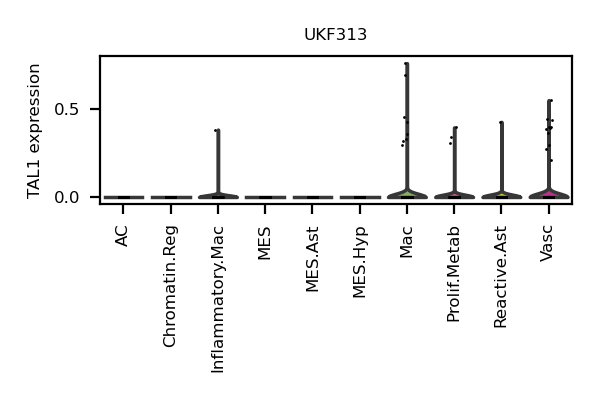 UKF313
TAL1 expression
0.5
0.0
AC
Chromatin.Reg
Inflammatory.Mac
MES
MES.Ast
MES.Hyp
Mac
Prolif.Metab
Reactive.Ast
Vasc